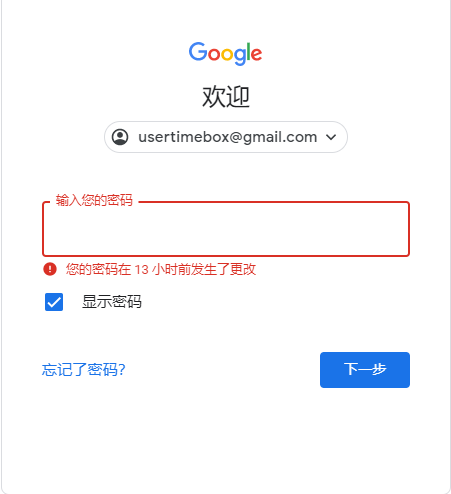 Google
欢迎
usertimebox@gmail.com
输入您的密码
您的密码在 13 小时前发生了更改
显示密码
忘记了密码?
下一步